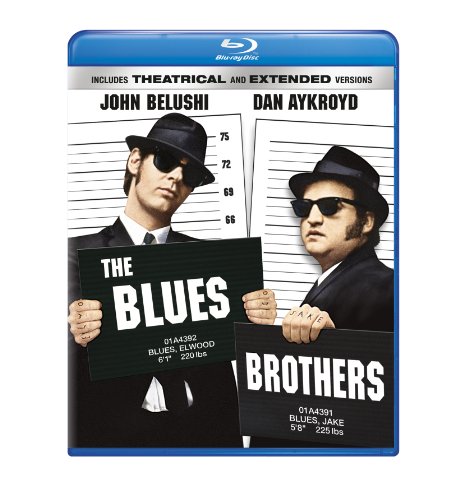 Blu-ray Disc
INCLUDES THEATRICAL AND EXTENDED VERSIONS
JOHN BELUSHI DAN AYKROYD
75
72
69
66
THE
BLUES
01A4392
BLUES, ELWOOD
6'1" 220 lbs
JAKE
BROTHERS
01A4391
BLUES, JAKE
5'8" 225 lbs